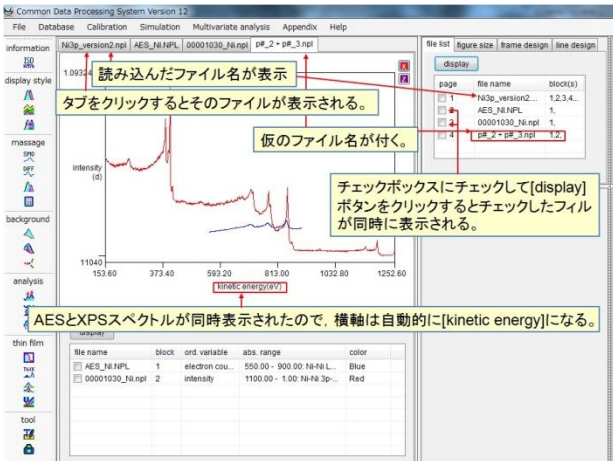 Common Data Processing System Version 12
File Database Calibration Simulation Multivariate analysis Appendix Help
information
ISO
display style
massage
SMO
DIFF
background
analysis
thin film
tool
Ni3p_version2.npl AES_NI.NPL 00001030_Ni.npl p#_2 + p#_3.npl
1.09324
X
Z
読み込んだファイル名が表示
タブをクリックするとそのファイルが表示される。
仮のファイル名が付く。
intensity
(d)
11040
153.60 373.40 593.20 813.00 1032.80 1252.60
kinetic energy(eV)
AESとXPSスペクトルが同時表示されたので, 横軸は自動的に[kinetic energy]になる。
display
file name block ord. variable abs. range color
AES_NI.NPL 1 electron cou... 550.00 - 900.00: Ni-Ni L... Blue
00001030_Ni.npl 2 intensity 1100.00 - 1.00: Ni-Ni 3p-... Red
file list figure size frame design line design
display
page file name block(s)
1 Ni3p_version2.... 1,2,3,4...
2 AES_NI.NPL 1,
3 00001030_Ni.npl 1,
4 p#_2 + p#_3.npl 1,2,
チェックボックスにチェックして[display]
ボタンをクリックするとチェックしたフィル
が同時に表示される。